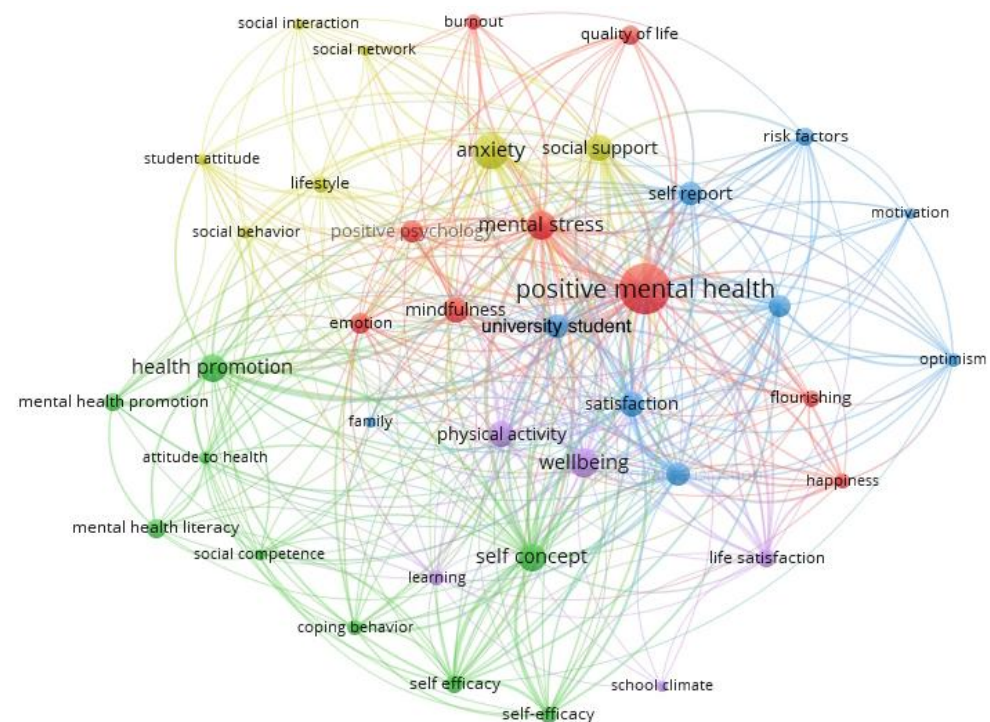 social interaction
burnout
quality of life
social network
risk factors
anxiety
social support
student attitude
lifestyle
self report
motivation
social behavior
positive psychology
mental stress
positive mental health
mindfulness
emotion
university student
optimism
health promotion
flourishing
mental health promotion
satisfaction
family
physical activity
attitude to health
wellbeing
happiness
mental health literacy
social competence
self concept
life satisfaction
learning
coping behavior
self efficacy
school climate
self-efficacy